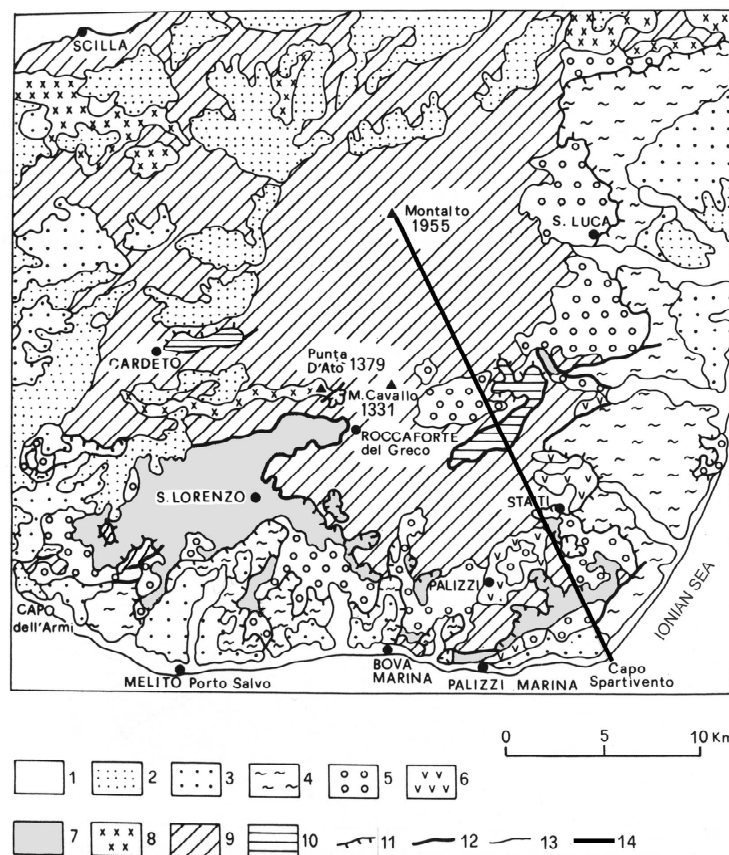 SCILLA
Montalto
1955
S. LUCA
CARDETO
Punta
D'Ato 1379
M. Cavallo
1331
ROCCAFORTE
del Greco
S. LORENZO
STAITI
PALIZZI
CAPO
dell'Armi
IONIAN SEA
MELITO Porto Salvo
BOVA
MARINA
PALIZZI MARINA
Capo
Spartivento
0 5 10 Km
1 2 3 4 5 6
7 8 9 10 11 12 13 14